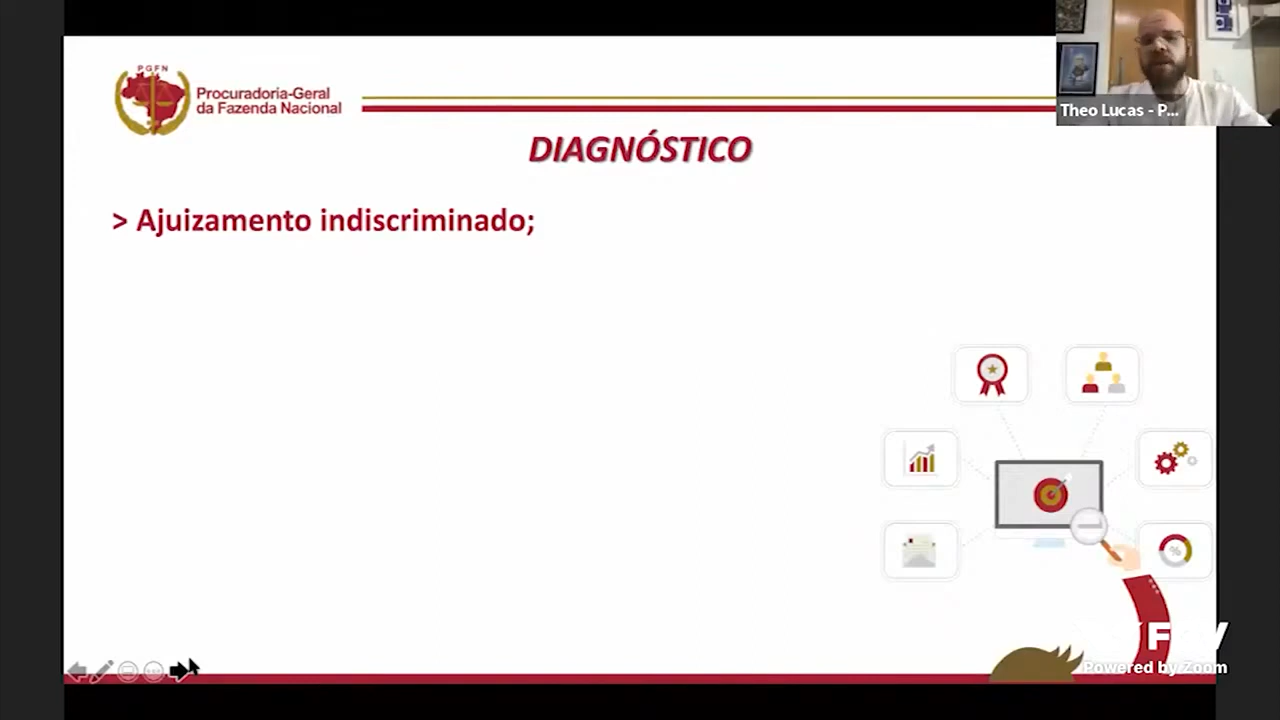 PGFN
Procuradoria-Geral
da Fazenda Nacional
Theo Lucas - P...
DIAGNÓSTICO
> Ajuizamento indiscriminado;
%
Powered by Zoom